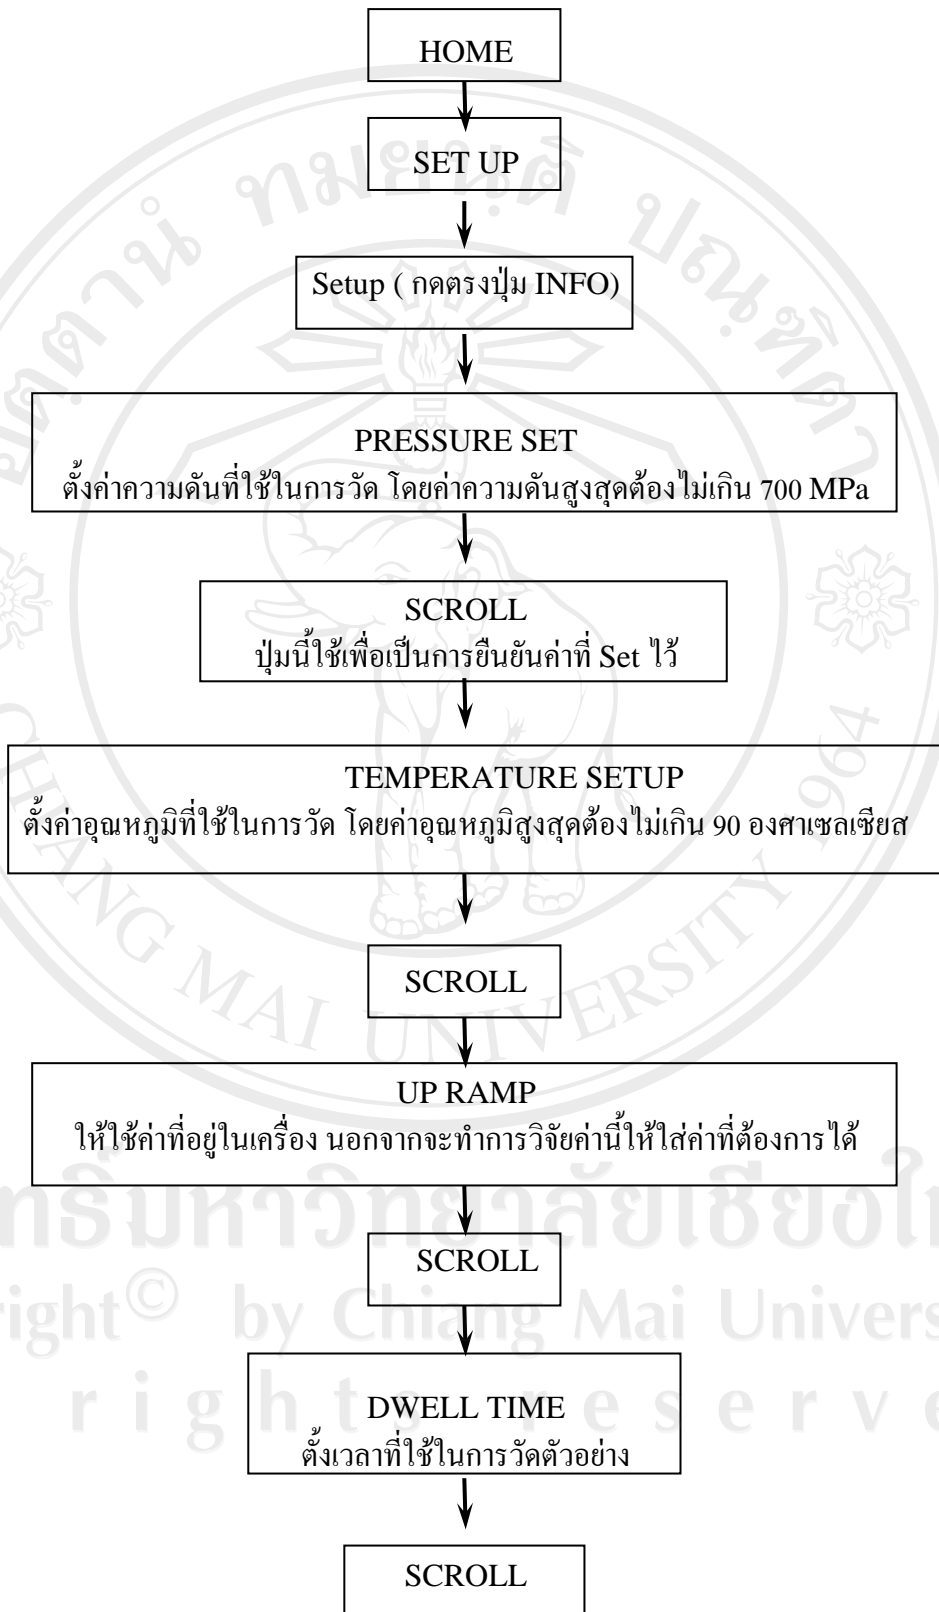 HOME
SET UP
Setup ( กดตรงปุ่ม INFO)
PRESSURE SET
ตั้งค่าความดันที่ใช้ในการวัด โดยค่าความดันสูงสุดต้องไม่เกิน 700 MPa
SCROLL
ปุ่มนี้ใช้เพื่อเป็นการยืนยันค่าที่ Set ไว้
TEMPERATURE SETUP
ตั้งค่าอุณหภูมิที่ใช้ในการวัด โดยค่าอุณหภูมิสูงสุดต้องไม่เกิน 90 องศาเซลเซียส
SCROLL
UP RAMP
ให้ใช้ค่าที่อยู่ในเครื่อง นอกจากจะทำการวิจัยค่านี้ให้ใส่ค่าที่ต้องการได้
SCROLL
DWELL TIME
ตั้งเวลาที่ใช้ในการวัดตัวอย่าง
SCROLL
CHIANG MAI UNIVERSITY 1964
by Chiang Mai